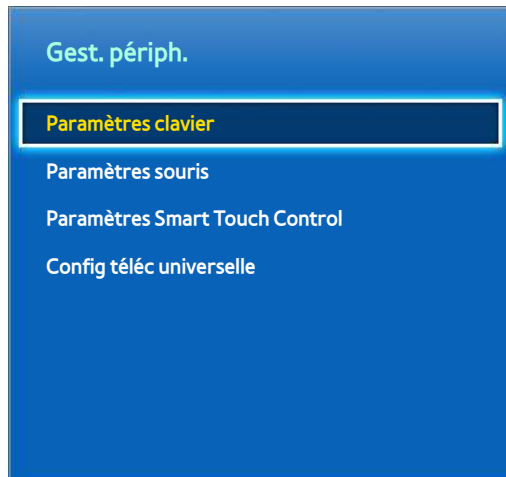 Gest. périph.
Paramètres clavier
Paramètres souris
Paramètres Smart Touch Control
Config téléc universelle